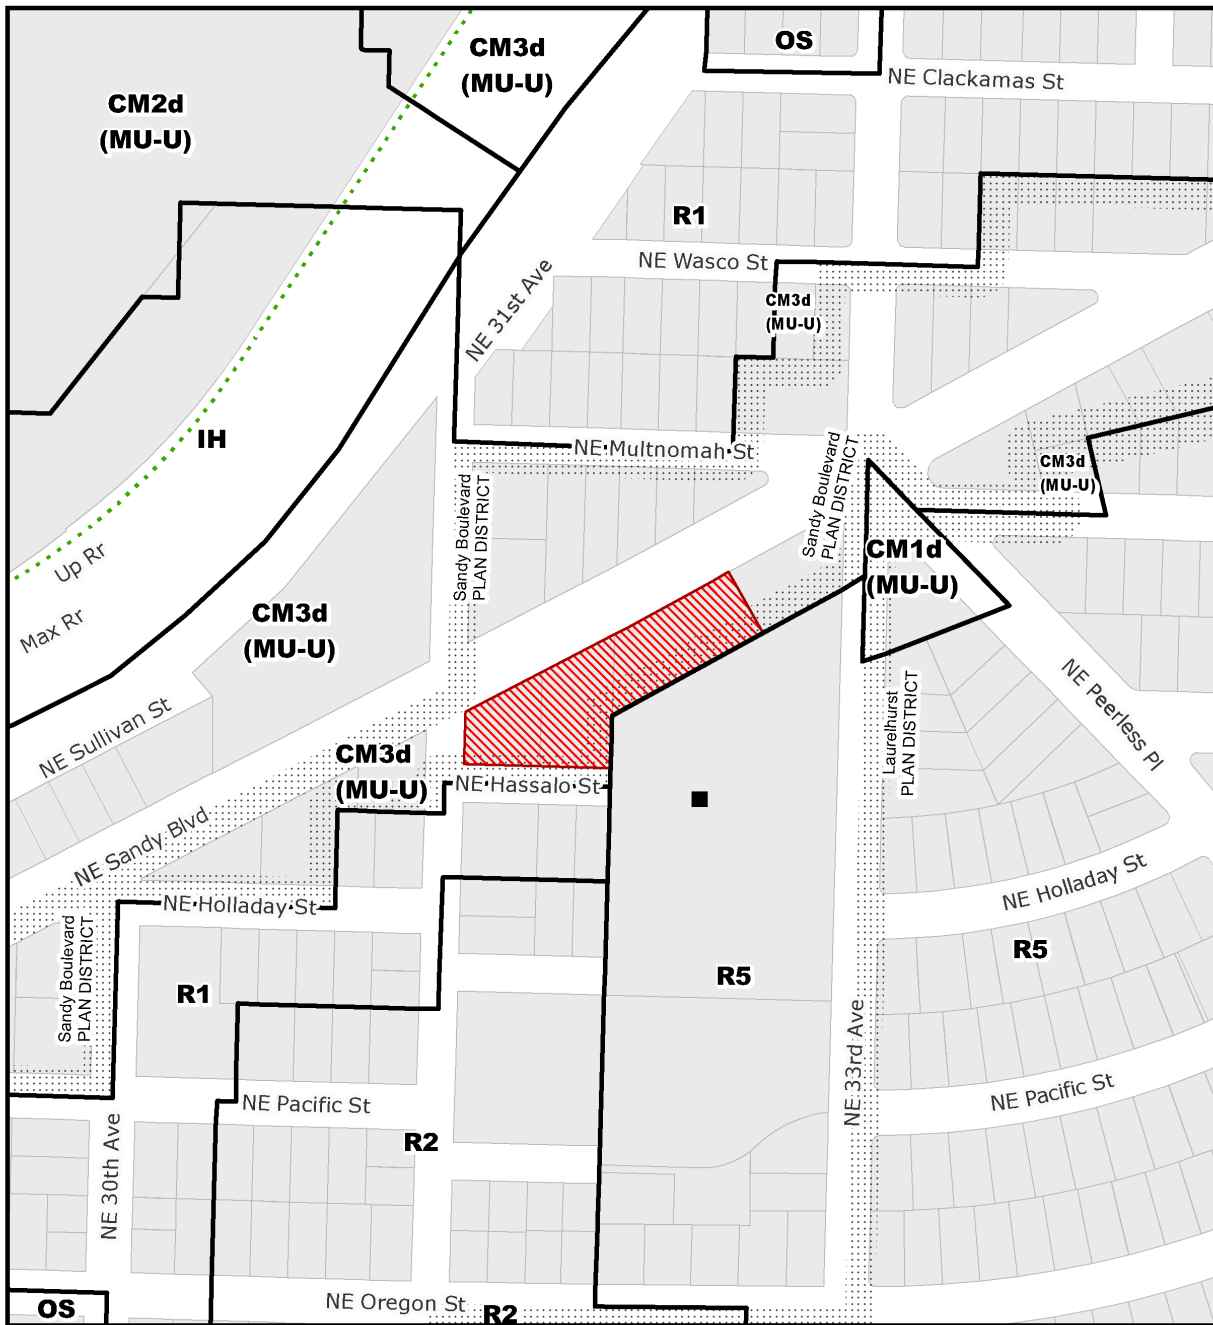 OS
CM3d
(MU-U)
NE Clackamas St
CM2d
(MU-U)
R1
NE Wasco St
NE 31st Ave
CM3d
(MU-U)
IH
NE Multnomah St
Sandy Boulevard
PLAN DISTRICT
CM3d
(MU-U)
Sandy Boulevard
PLAN DISTRICT
Up Rr
CM1d
(MU-U)
Max Rr
CM3d
(MU-U)
NE Peerless Pl
Laurelhurst
PLAN DISTRICT
NE Sullivan St
CM3d
(MU-U)
NE Hassalo St
NE Sandy Blvd
NE Holladay St
NE Holladay St
Sandy Boulevard
PLAN DISTRICT
R5
R5
R1
NE 33rd Ave
NE Pacific St
NE Pacific St
R2
NE 30th Ave
NE Oregon St
OS
R2